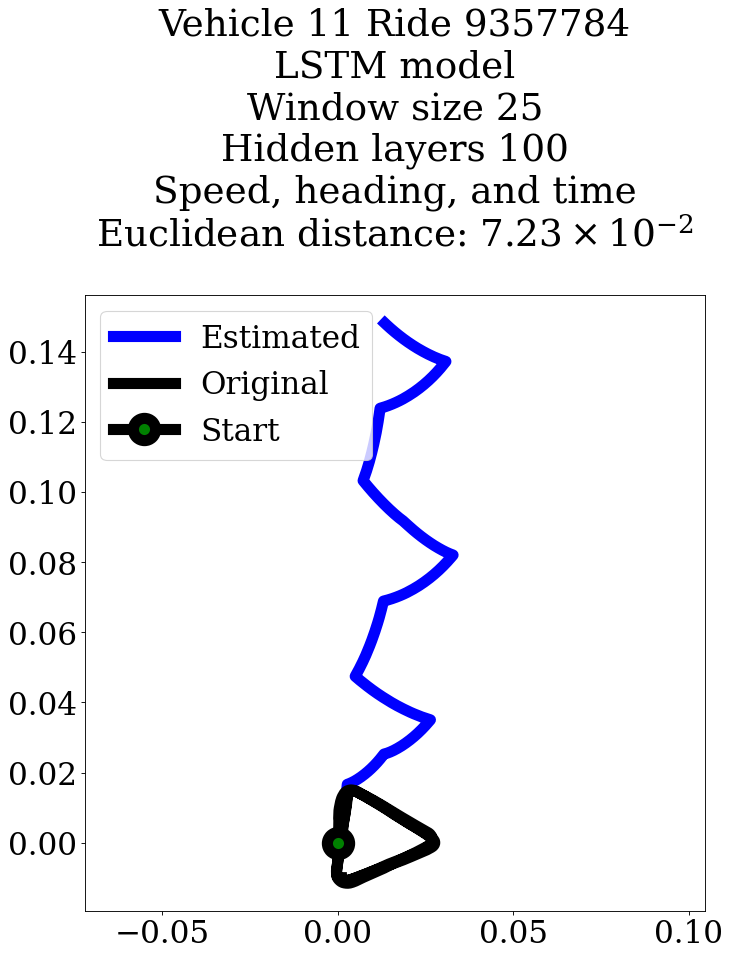 Vehicle 11 Ride 9357784
LSTM model
Window size 25
Hidden layers 100
Speed, heading, and time
Euclidean distance: 7.23 × 10⁻²
Estimated
Original
Start
0.14
0.12
0.10
0.08
0.06
0.04
0.02
0.00
−0.05 0.00 0.05 0.10